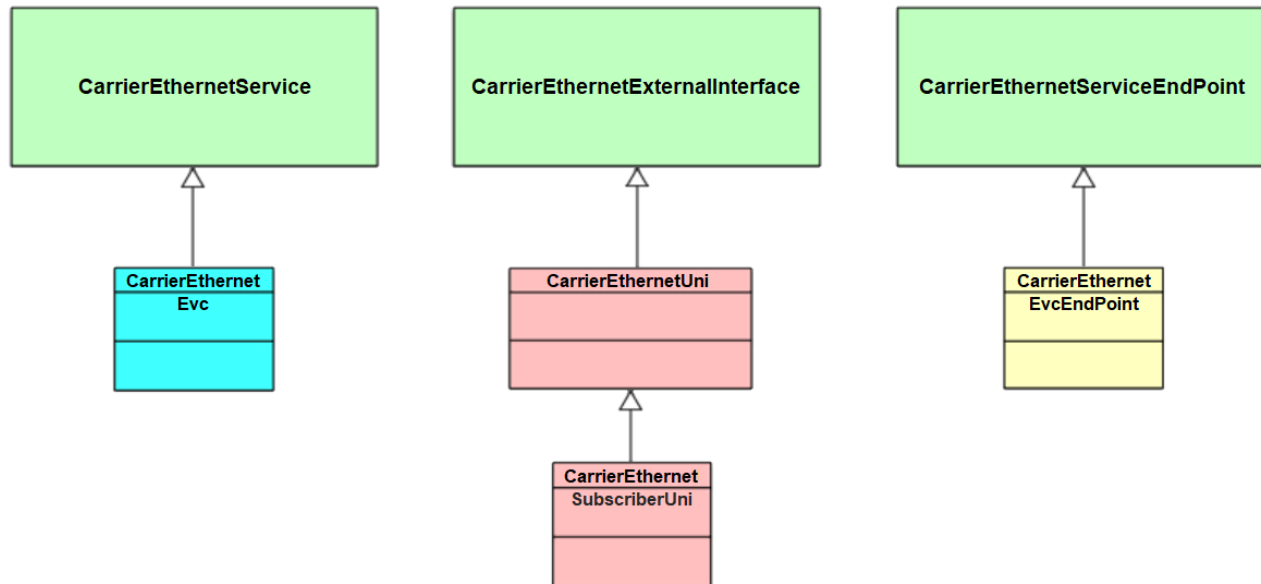 CarrierEthernetService
CarrierEthernetExternalInterface
CarrierEthernetServiceEndPoint
CarrierEthernet
Evc
CarrierEthernetUni
CarrierEthernet
EvcEndPoint
CarrierEthernet
SubscriberUni